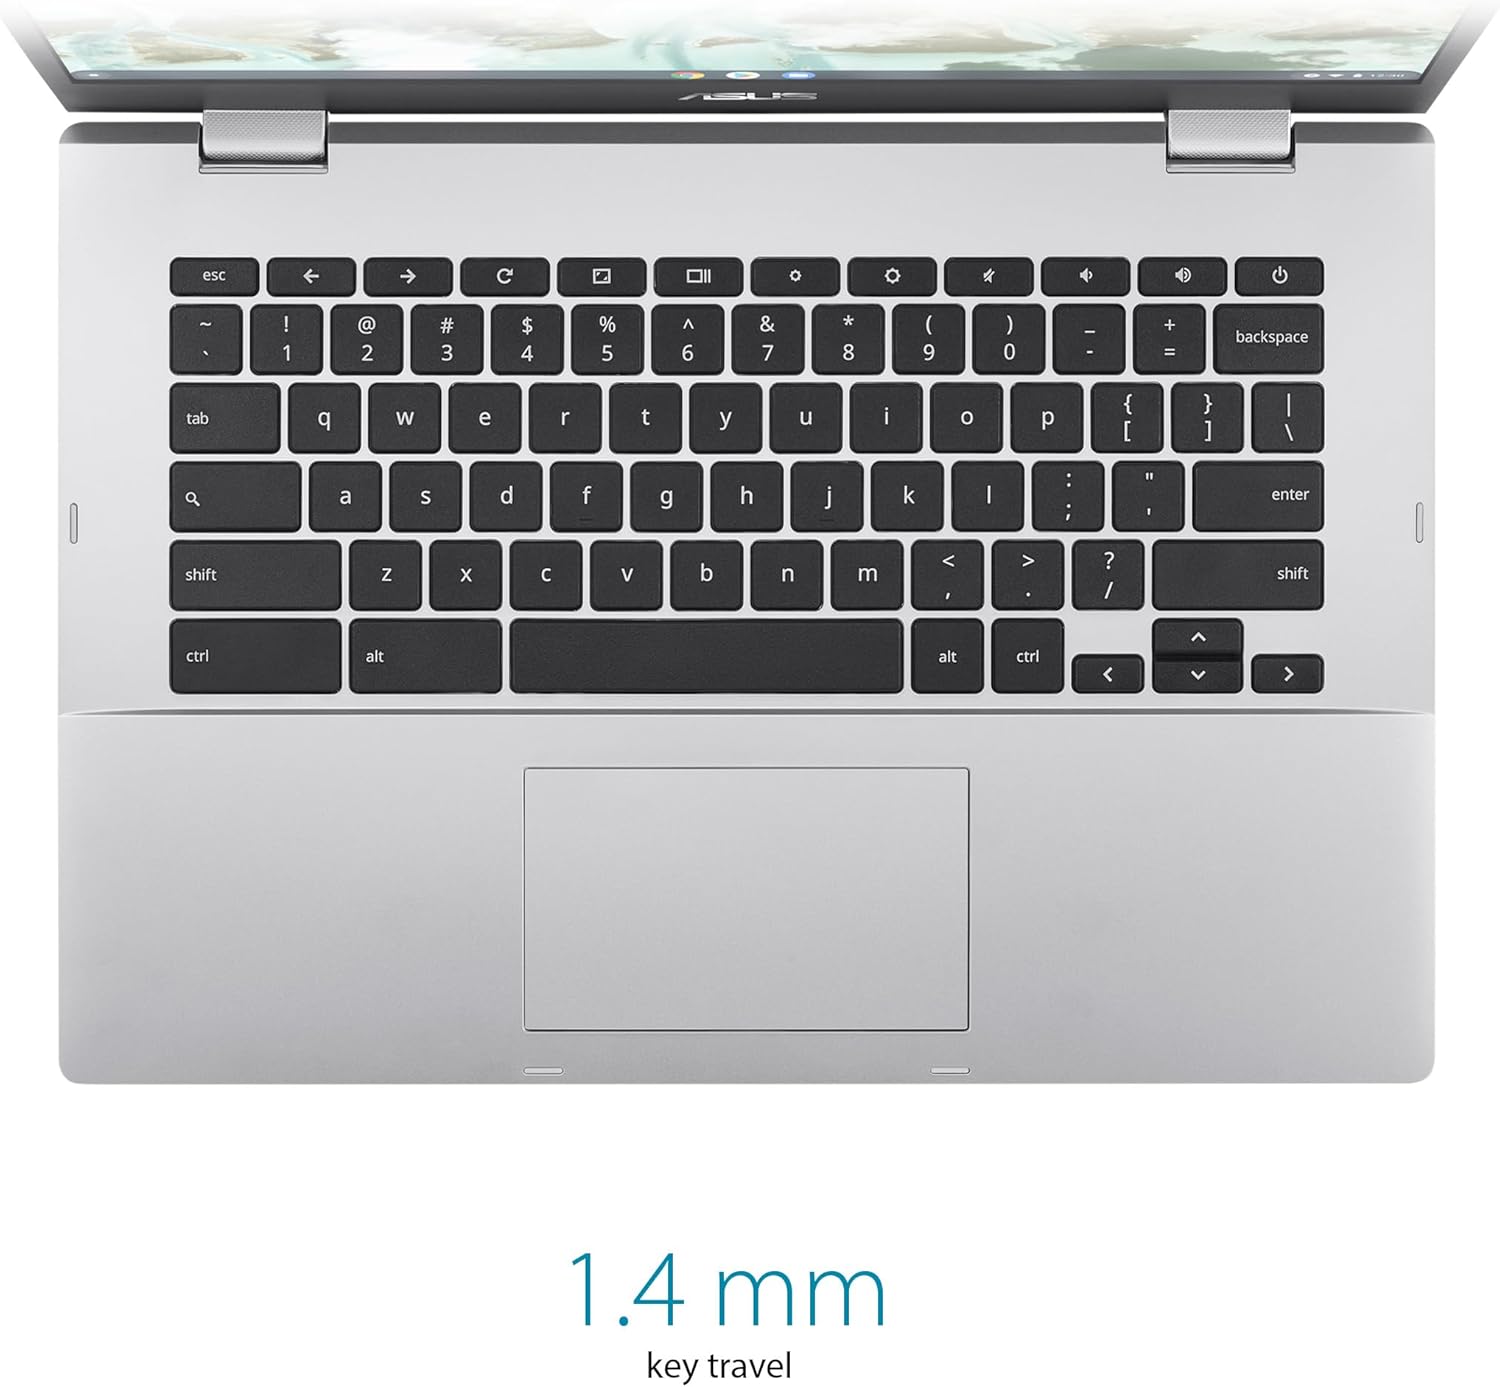 ASUS
esc
~ ! @ # $ % ^ & * ( ) _ +
` 1 2 3 4 5 6 7 8 9 0 - = backspace
tab q w e r t y u i o p { [ } ] | \
a s d f g h j k l : ; " ' enter
shift z x c v b n m < , > . ? / shift
ctrl alt alt ctrl
1.4 mm
key travel